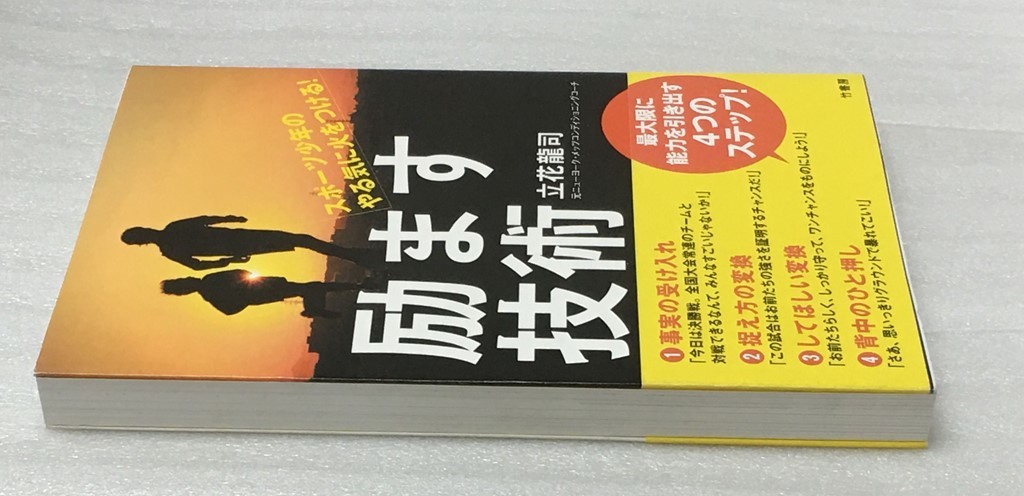 スポーツ少年の
やる気に火をつける!
励ます
技術
立花龍司
元ニューヨーク・メッツコンディショニングコーチ
最大限に
能力を引き出す
4つの
ステップ!
1 事実の受け入れ
「今日は決勝戦。全国大会常連のチームと
対戦できるなんて、みんなすごいじゃないか!」
2 捉え方の変換
「この試合はお前たちの強さを証明するチャンスだ!」
3 してほしい変換
「お前たちらしく、しっかり守って、ワンチャンスをものにしよう!」
4 背中のひと押し
「さあ、思いっきりグラウンドで暴れてこい!」
竹書房